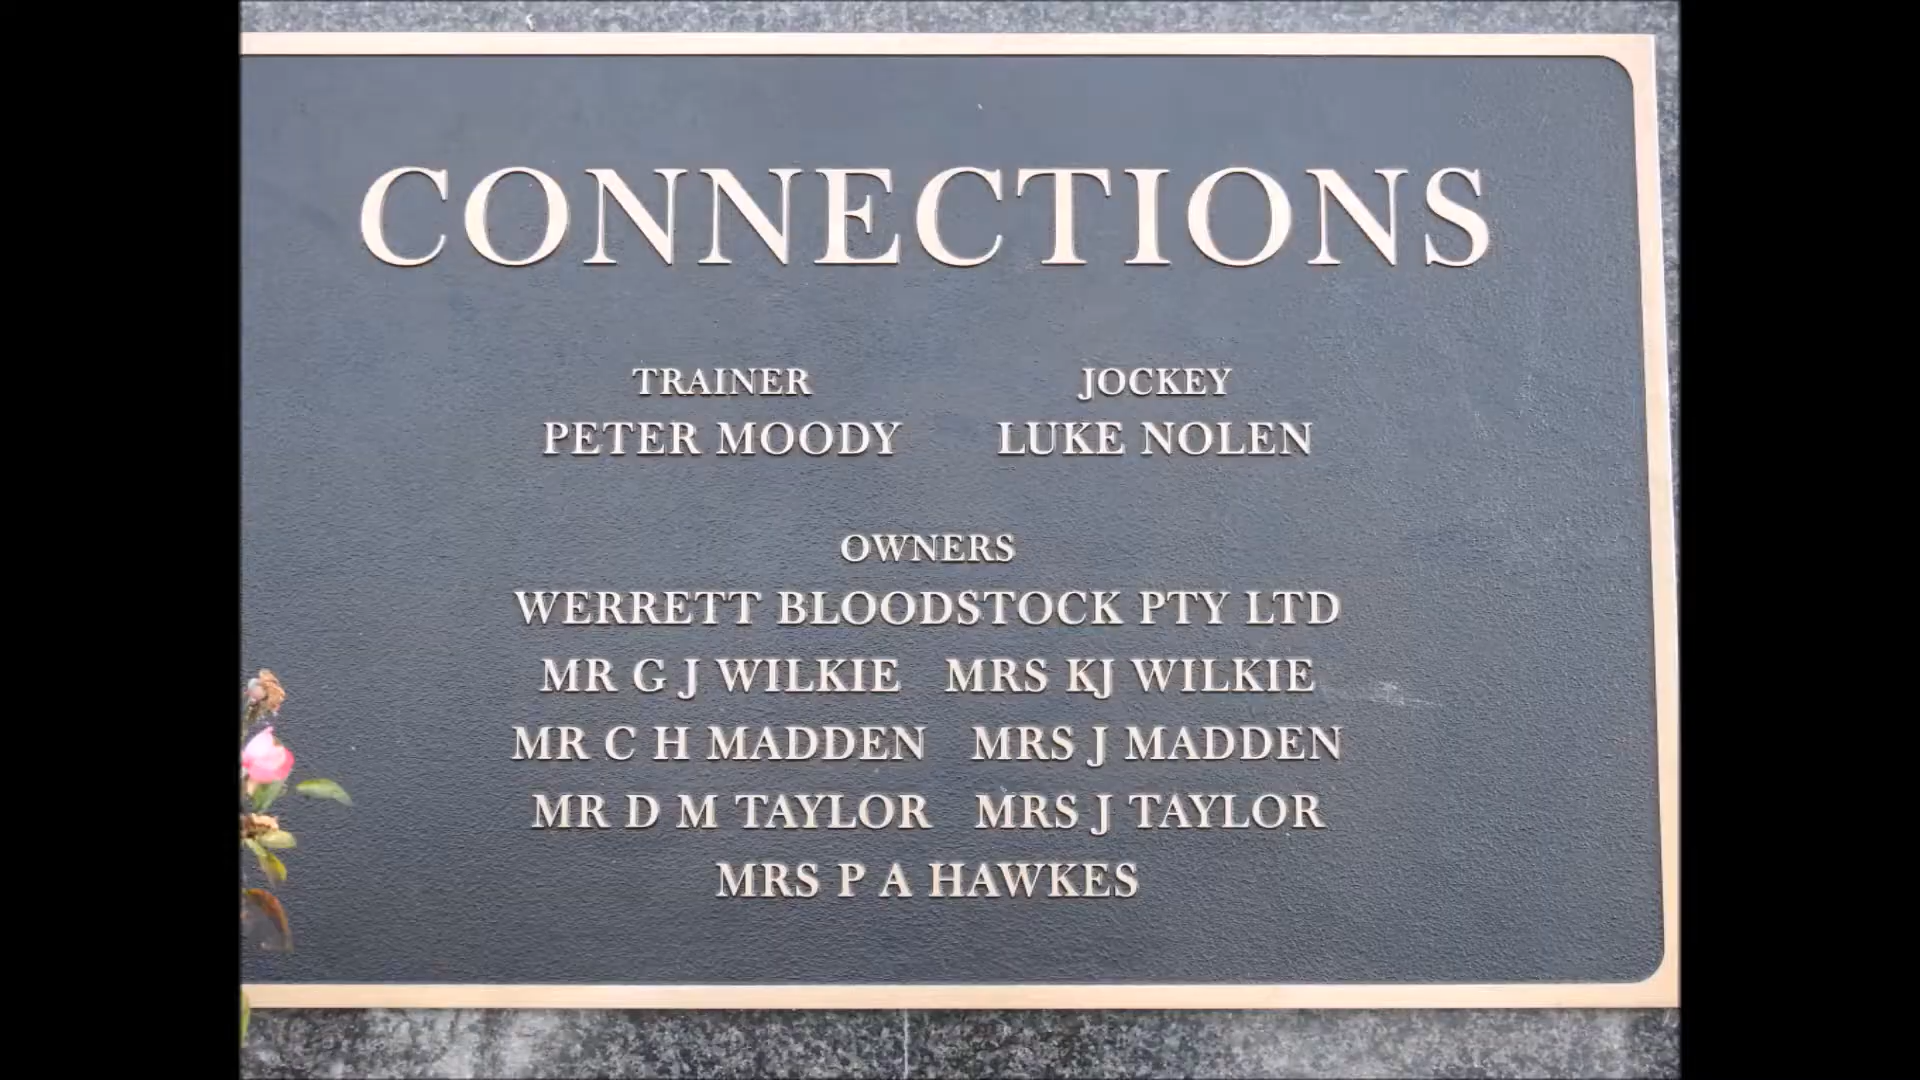 CONNECTIONS
TRAINER JOCKEY
PETER MOODY LUKE NOLEN
OWNERS
WERRETT BLOODSTOCK PTY LTD
MR G J WILKIE MRS KJ WILKIE
MR C H MADDEN MRS J MADDEN
MR D M TAYLOR MRS J TAYLOR
MRS P A HAWKES